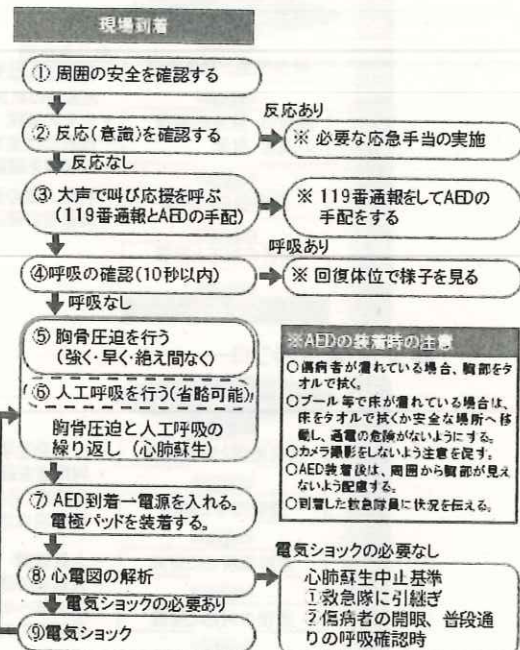 現場到着
① 周囲の安全を確認する
反応あり
② 反応(意識)を確認する
※ 必要な応急手当の実施
反応なし
③ 大声で叫び応援を呼ぶ
(119番通報とAEDの手配)
※ 119番通報をしてAEDの
手配をする
呼吸あり
④呼吸の確認(10秒以内)
※ 回復体位で様子を見る
呼吸なし
⑤ 胸骨圧迫を行う
(強く・早く・絶え間なく)
⑥ 人工呼吸を行う(省略可能)
胸骨圧迫と人工呼吸の
繰り返し (心肺蘇生)
※AEDの装着時の注意
○傷病者が濡れている場合、胸部をタ
オルで拭く。
○プール等で床が濡れている場合は、
床をタオルで拭くか安全な場所へ移
動し、通電の危険がないようにする。
○カメラ撮影をしないよう注意を促す。
○AED装着後は、周囲から胸部が見え
ないよう配慮する。
○到着した救急隊員に状況を伝える。
⑦ AED到着→電源を入れる。
電極パッドを装着する。
電気ショックの必要なし
⑧ 心電図の解析
心肺蘇生中止基準
①救急隊に引継ぎ
②傷病者の開眼、普段通
りの呼吸確認時
電気ショックの必要あり
⑨電気ショック